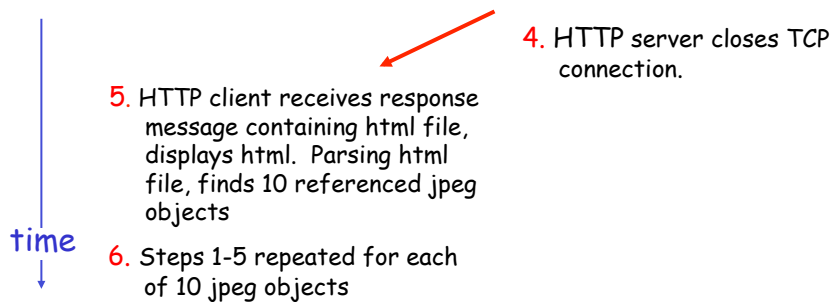 4. HTTP server closes TCP
connection.
5. HTTP client receives response
message containing html file,
displays html. Parsing html
file, finds 10 referenced jpeg
objects
time
6. Steps 1-5 repeated for each
of 10 jpeg objects